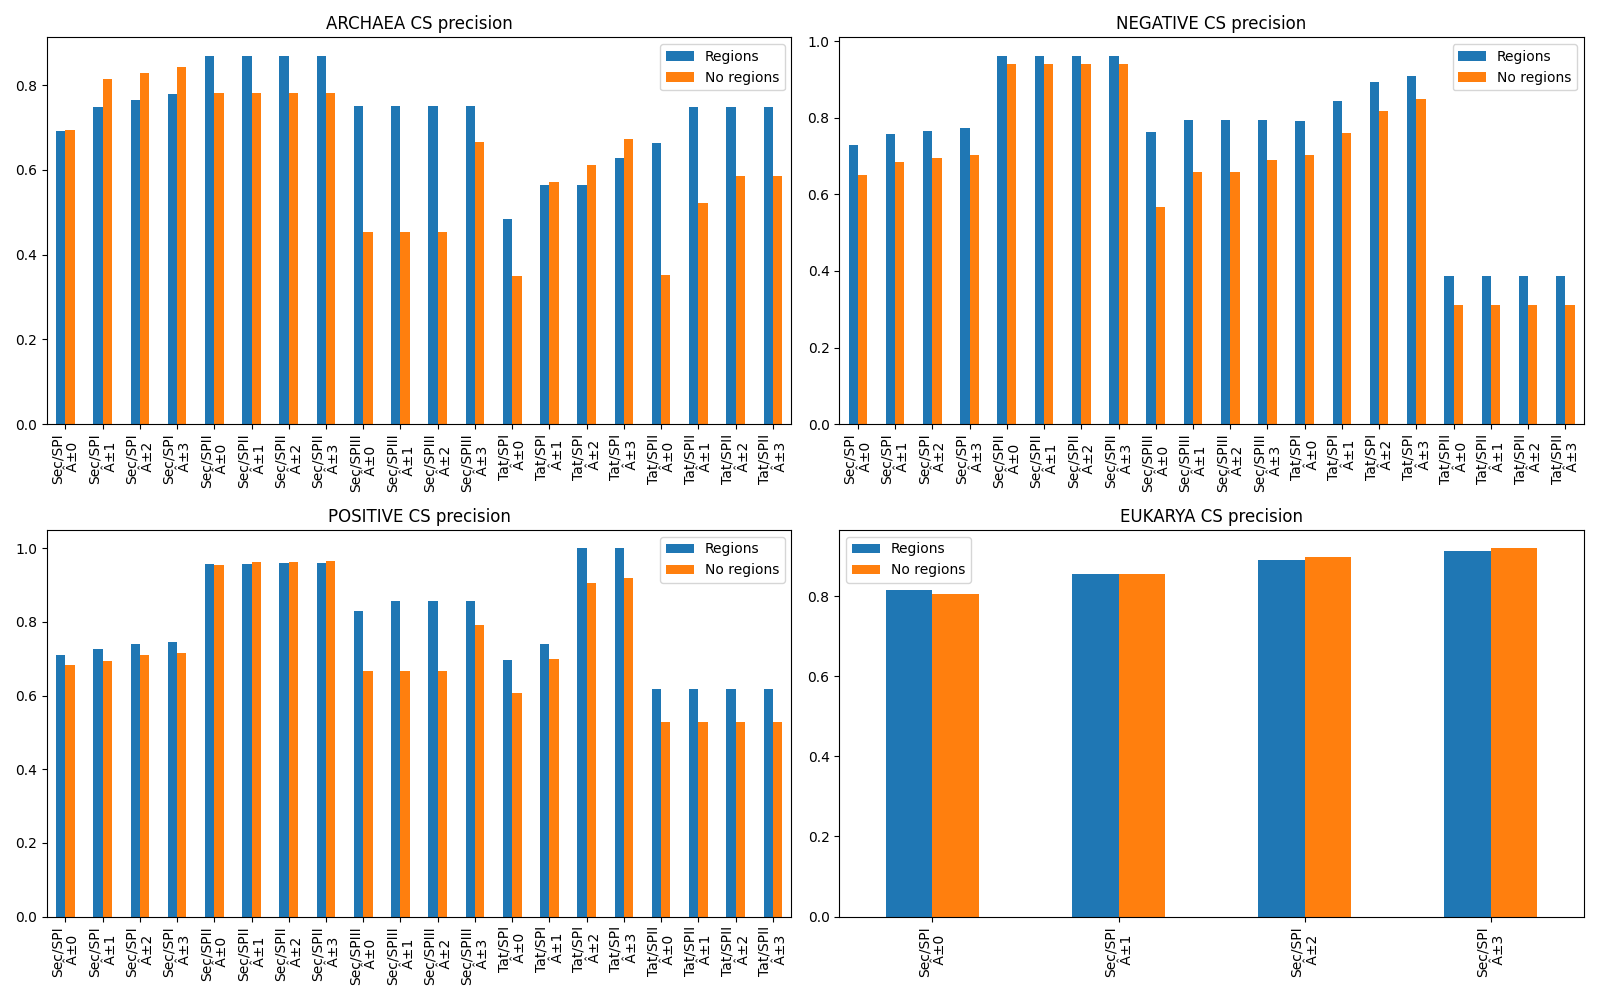 ARCHAEA CS precision
Regions
No regions
0.8
0.6
0.4
0.2
0.0
Sec/SPI
Â±0
Sec/SPI
Â±1
Sec/SPI
Â±2
Sec/SPI
Â±3
Sec/SPII
Â±0
Sec/SPII
Â±1
Sec/SPII
Â±2
Sec/SPII
Â±3
Sec/SPIII
Â±0
Sec/SPIII
Â±1
Sec/SPIII
Â±2
Sec/SPIII
Â±3
Tat/SPI
Â±0
Tat/SPI
Â±1
Tat/SPI
Â±2
Tat/SPI
Â±3
Tat/SPII
Â±0
Tat/SPII
Â±1
Tat/SPII
Â±2
Tat/SPII
Â±3
NEGATIVE CS precision
Regions
No regions
1.0
0.8
0.6
0.4
0.2
0.0
Sec/SPI
Â±0
Sec/SPI
Â±1
Sec/SPI
Â±2
Sec/SPI
Â±3
Sec/SPII
Â±0
Sec/SPII
Â±1
Sec/SPII
Â±2
Sec/SPII
Â±3
Sec/SPIII
Â±0
Sec/SPIII
Â±1
Sec/SPIII
Â±2
Sec/SPIII
Â±3
Tat/SPI
Â±0
Tat/SPI
Â±1
Tat/SPI
Â±2
Tat/SPI
Â±3
Tat/SPII
Â±0
Tat/SPII
Â±1
Tat/SPII
Â±2
Tat/SPII
Â±3
POSITIVE CS precision
Regions
No regions
1.0
0.8
0.6
0.4
0.2
0.0
Sec/SPI
Â±0
Sec/SPI
Â±1
Sec/SPI
Â±2
Sec/SPI
Â±3
Sec/SPII
Â±0
Sec/SPII
Â±1
Sec/SPII
Â±2
Sec/SPII
Â±3
Sec/SPIII
Â±0
Sec/SPIII
Â±1
Sec/SPIII
Â±2
Sec/SPIII
Â±3
Tat/SPI
Â±0
Tat/SPI
Â±1
Tat/SPI
Â±2
Tat/SPI
Â±3
Tat/SPII
Â±0
Tat/SPII
Â±1
Tat/SPII
Â±2
Tat/SPII
Â±3
EUKARYA CS precision
Regions
No regions
0.8
0.6
0.4
0.2
0.0
Sec/SPI
Â±0
Sec/SPI
Â±1
Sec/SPI
Â±2
Sec/SPI
Â±3